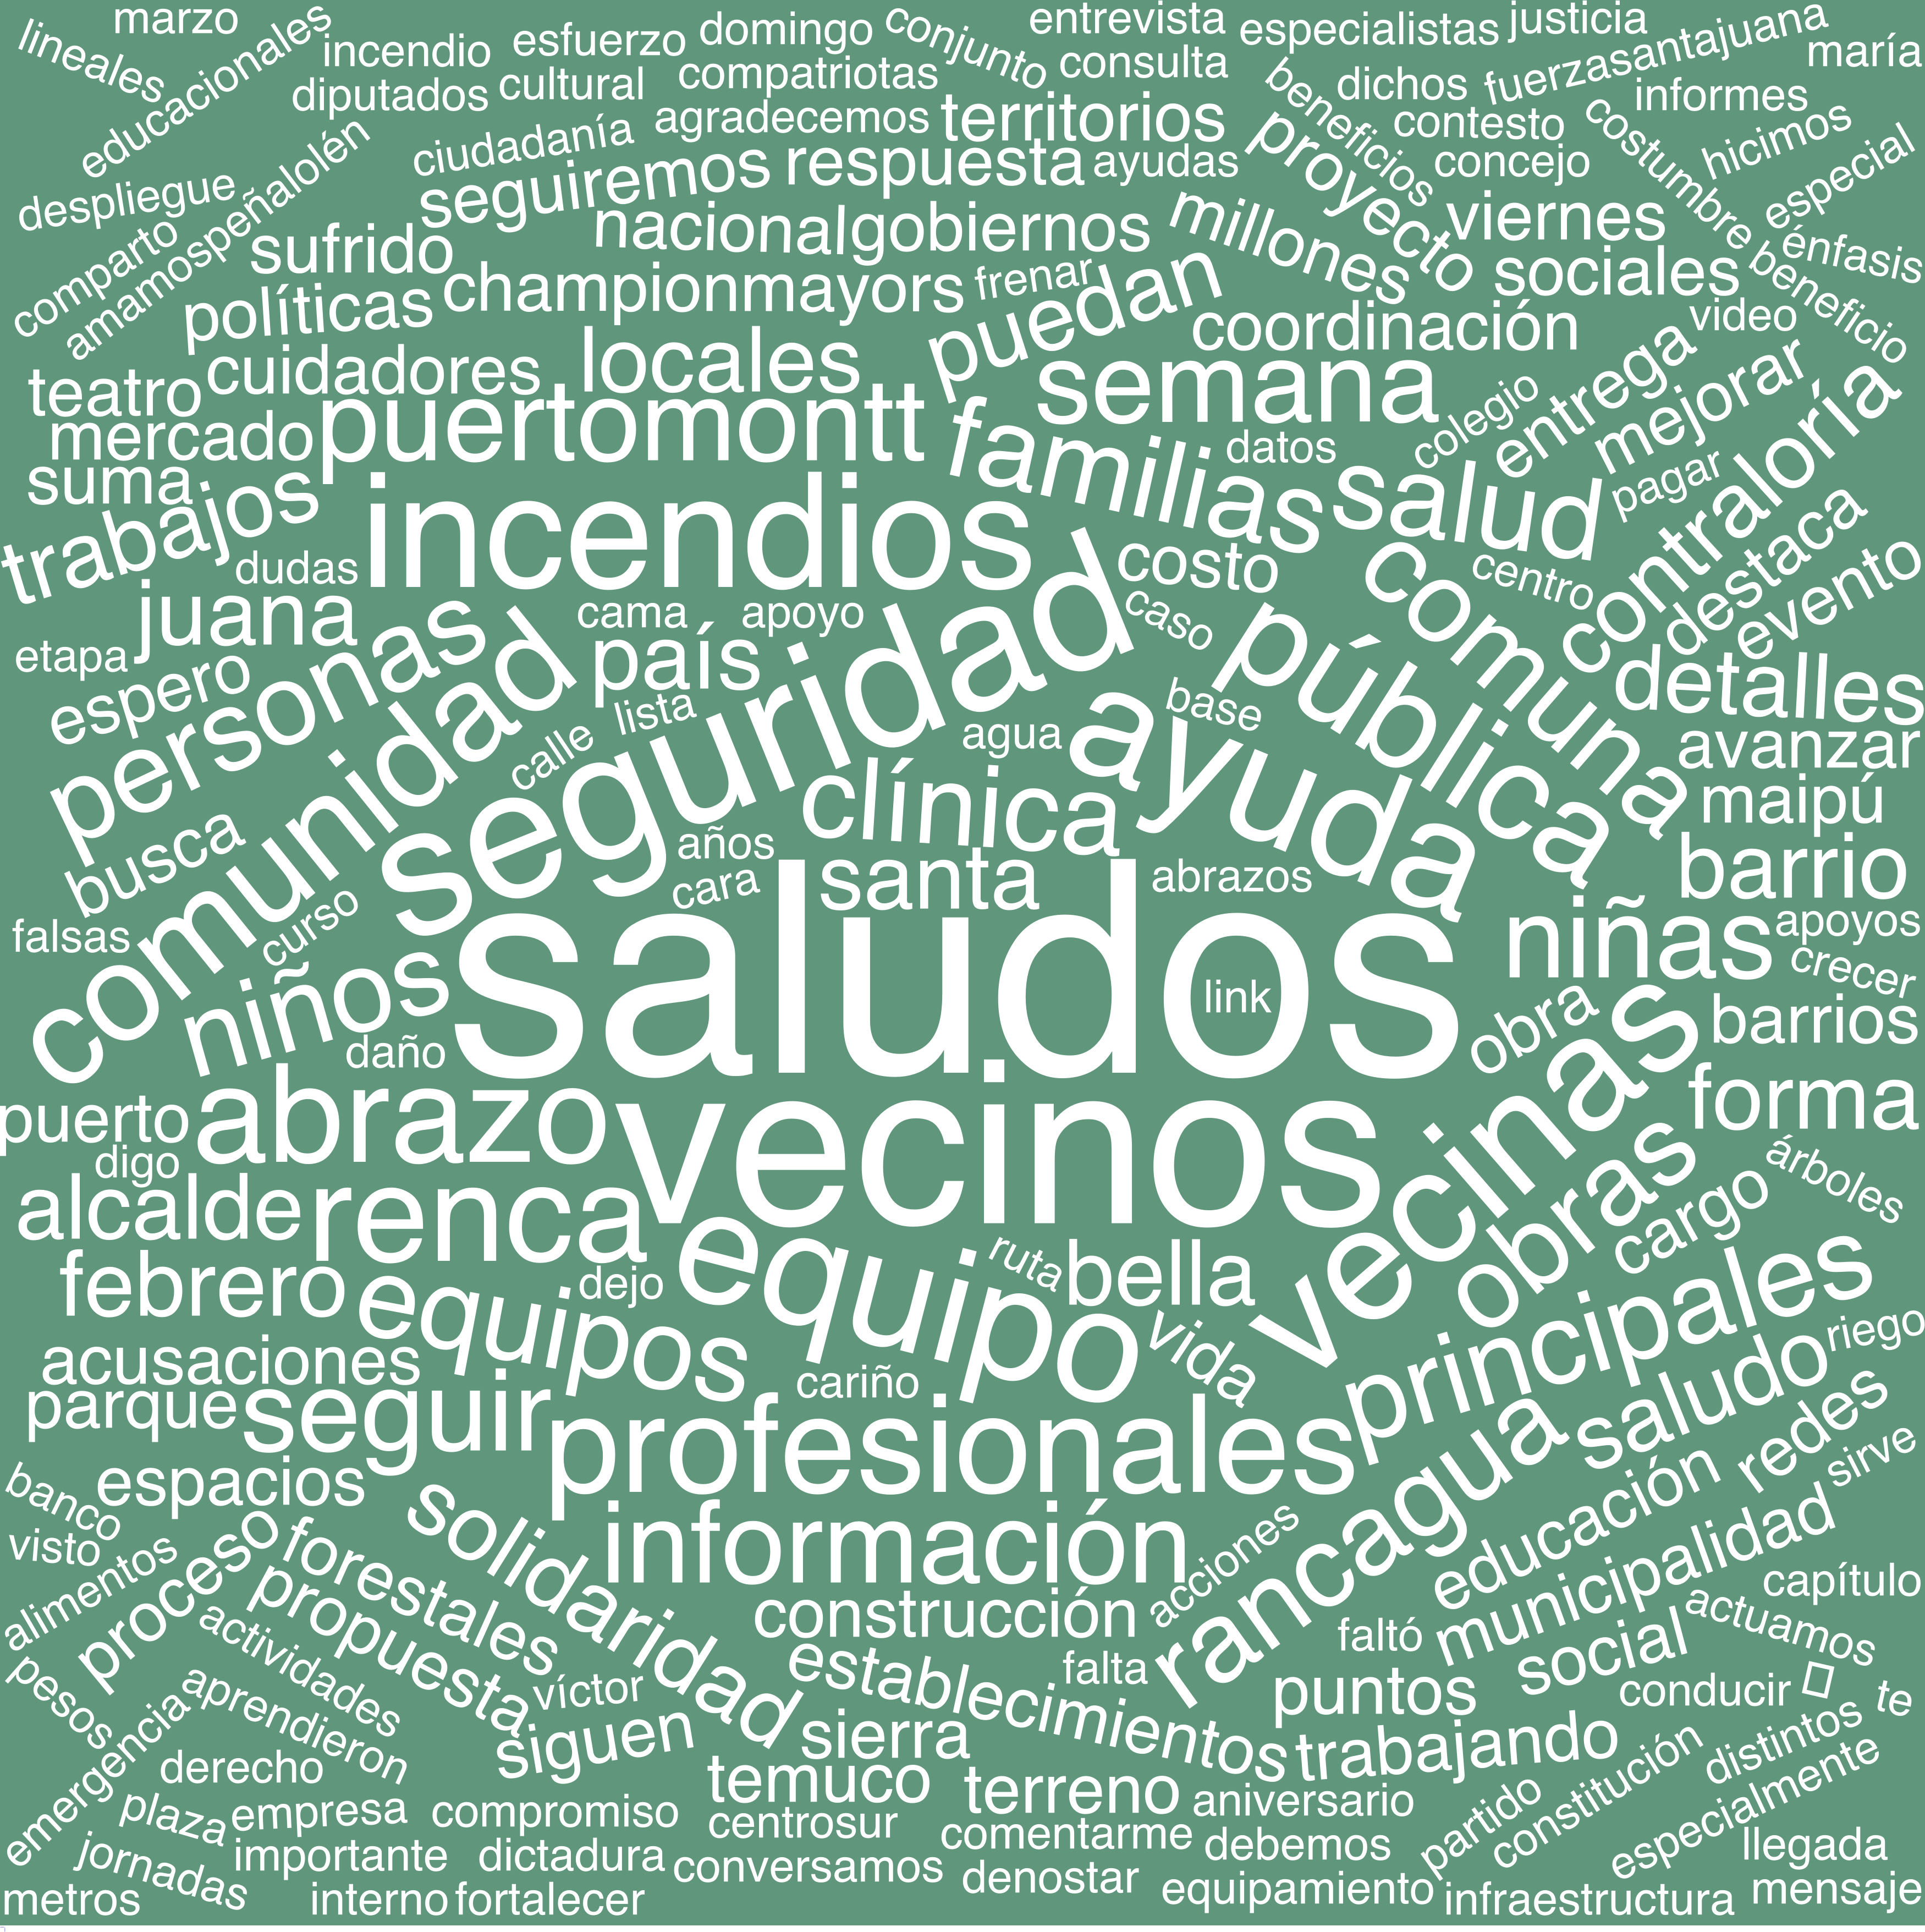 marzo
lineales
educacionales
incendio
esfuerzo
domingo
conjunto
entrevista
especialistas
justicia
fuerzasantajuana
maría
diputados
cultural
compatriotas
consulta
beneficios
dichos
informes
costumbre
hicimos
agradecemos
territorios
contesto
ciudadanía
despliegue
amamospeñalolén
seguiremos
respuesta
ayudas
proyecto
concejo
especial
comparto
sufrido
nacional
gobiernos
millones
viernes
énfasis
beneficio
políticas
championmayors
frenar
puedan
sociales
video
coordinación
teatro
cuidadores
locales
semana
entrega
mejorar
mercado
puertomontt
familias
datos
colegio
contraloría
suma
trabajos
incendios
salud
pagar
destaca
dudas
costo
centro
evento
juana
cama
apoyo
caso
pública
comuna
etapa
espero
personas
comunidad
país
seguridad
detalles
calle
lista
agua
base
ayuda
avanzar
busca
clínica
maipú
años
cara
santa
abrazos
barrio
falsas
curso
niños
saludos
link
niñas
apoyos
crecer
daño
obra
barrios
puerto
abrazo
vecinos
vecinas
forma
digo
alcalde
renca
obras
cargo
árboles
febrero
equipos
dejo
equipo
ruta
bella
principales
acusaciones
cariño
vida
saludo
riego
parque
seguir
profesionales
rancagua
redes
banco
espacios
solidaridad
información
educación
sirve
visto
alimentos
proceso
forestales
propuesta
construcción
acciones
municipalidad
capítulo
actividades
faltó
social
actuamos
pesos
aprendieron
víctor
establecimientos
falta
puntos
conducir
te
emergencia
siguen
sierra
trabajando
distintos
derecho
temuco
terreno
constitución
especialmente
plaza
empresa
compromiso
centrosur
aniversario
partido
jornadas
importante
dictadura
conversamos
comentarme
debemos
llegada
metros
interno
fortalecer
denostar
equipamiento
infraestructura
mensaje